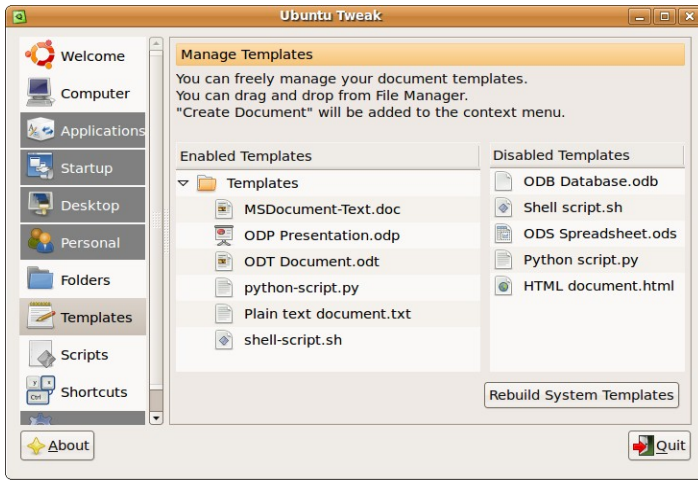 Ubuntu Tweak
Welcome
Computer
Applications
Startup
Desktop
Personal
Folders
Templates
Scripts
Shortcuts
Manage Templates
You can freely manage your document templates.
You can drag and drop from File Manager.
"Create Document" will be added to the context menu.
Enabled Templates
Templates
MSDocument-Text.doc
ODP Presentation.odp
ODT Document.odt
python-script.py
Plain text document.txt
shell-script.sh
Disabled Templates
ODB Database.odb
Shell script.sh
ODS Spreadsheet.ods
Python script.py
HTML document.html
Rebuild System Templates
About
Quit